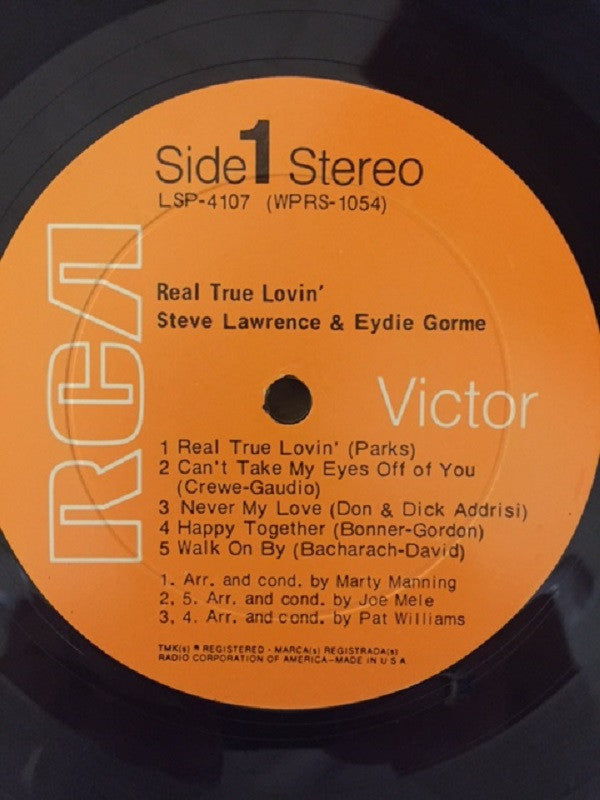 Side 1 Stereo
LSP-4107 (WPRS-1054)
Real True Lovin'
Steve Lawrence & Eydie Gorme
RCA
Victor
1 Real True Lovin' (Parks)
2 Can't Take My Eyes Off of You
(Crewe-Gaudio)
3 Never My Love (Don & Dick Addrisi)
4 Happy Together (Bonner-Gordon)
5 Walk On By (Bacharach-David)
1. Arr. and cond. by Marty Manning
2, 5. Arr. and cond. by Joe Mele
3, 4. Arr. and cond. by Pat Williams
TMK(s) ® REGISTERED • MARCA(s) REGISTRADA(s)
RADIO CORPORATION OF AMERICA–MADE IN U S A